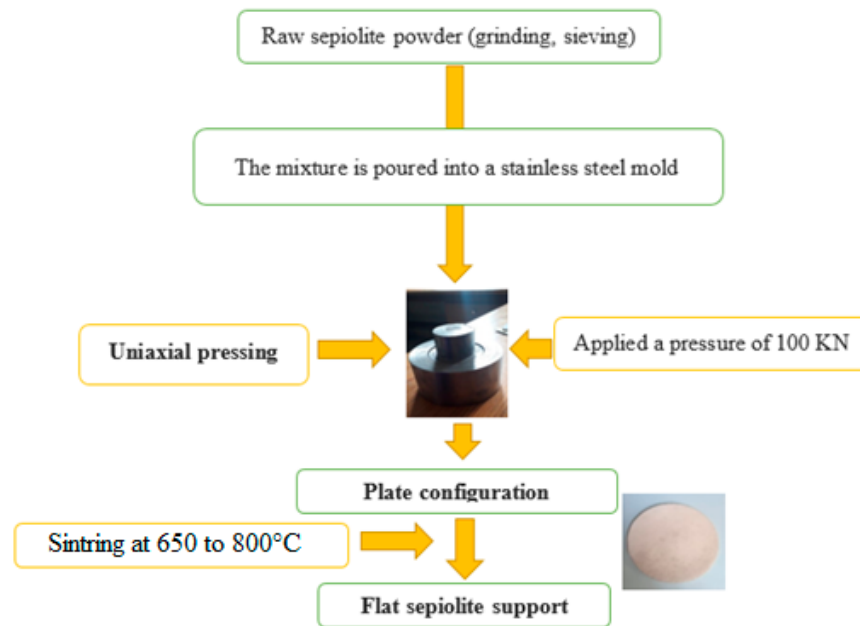 Raw sepiolite powder (grinding, sieving)
The mixture is poured into a stainless steel mold
Uniaxial pressing
Applied a pressure of 100 KN
Plate configuration
Sintring at 650 to 800°C
Flat sepiolite support